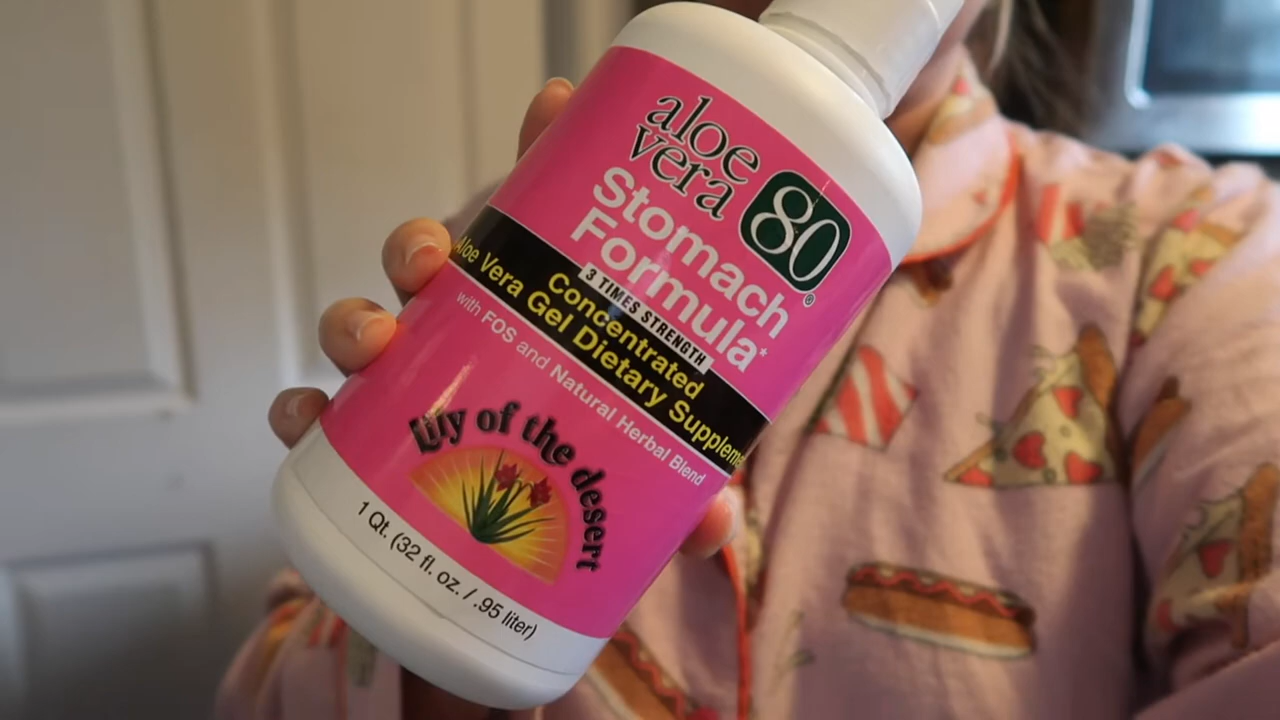 aloe
vera
80®
Stomach
Formula*
3 TIMES STRENGTH
Concentrated
Aloe Vera Gel Dietary Supplement
with FOS and Natural Herbal Blend
Lily of the desert
1 Qt. (32 fl. oz. / .95 liter)